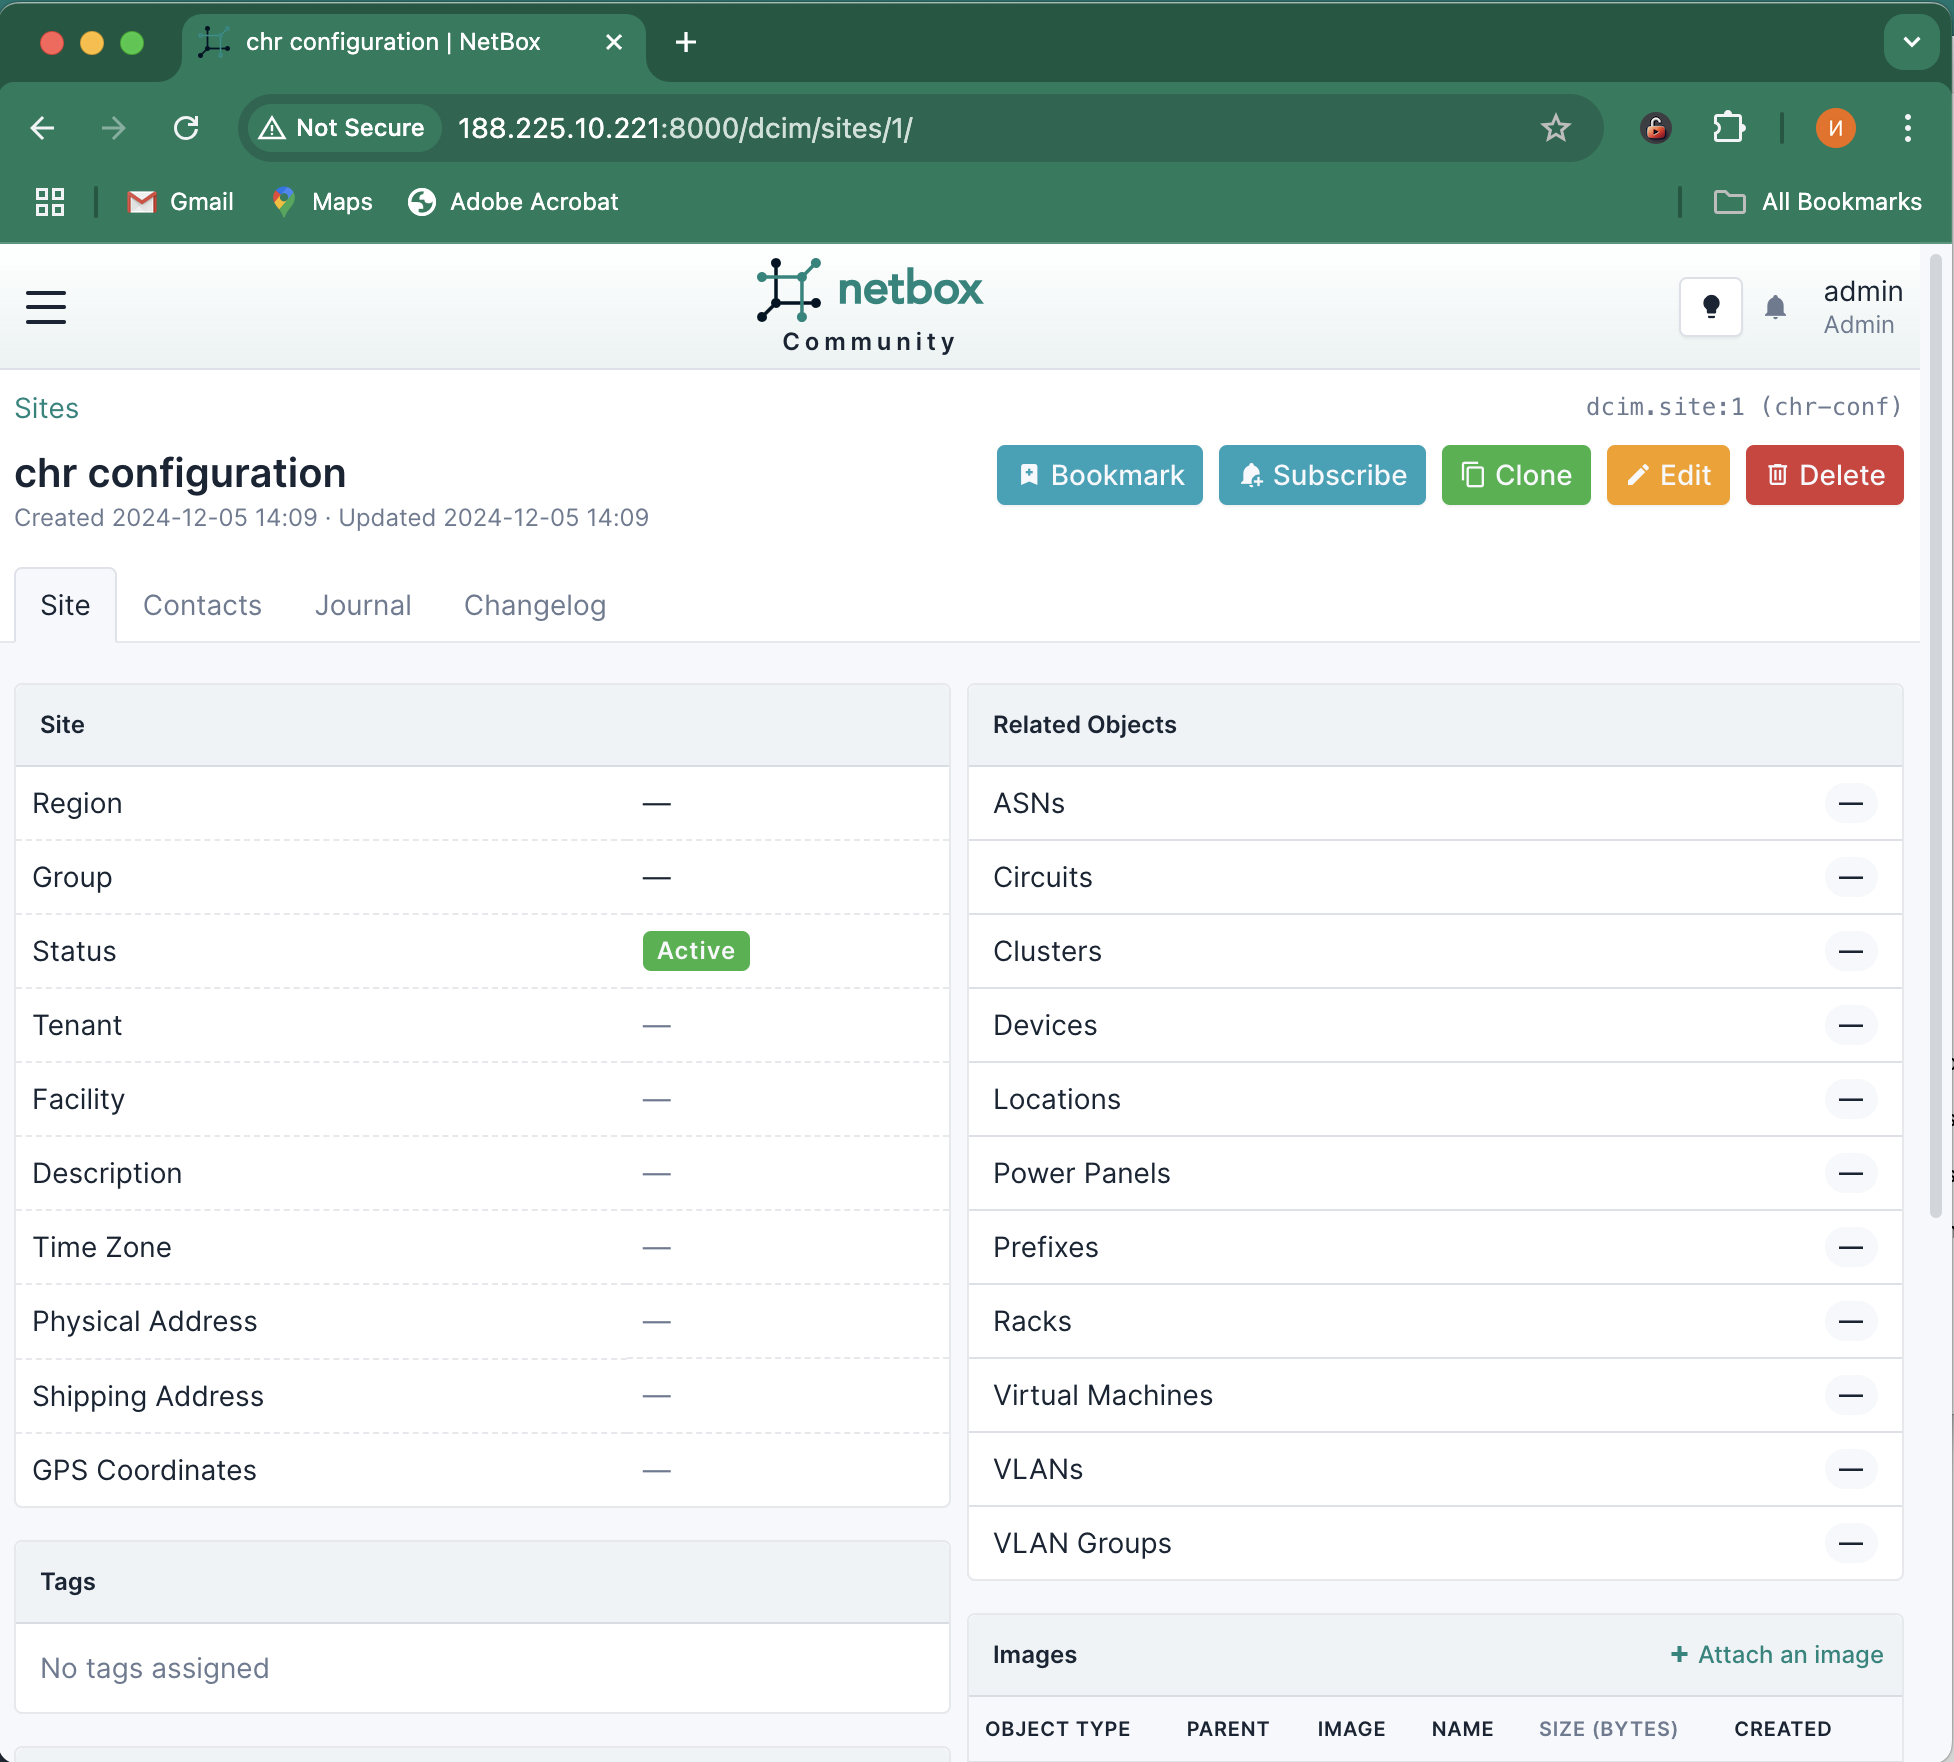 chr configuration | NetBox
Not Secure 188.225.10.221:8000/dcim/sites/1/
И
Gmail Maps Adobe Acrobat All Bookmarks
netbox
Community
admin
Admin
Sites
dcim.site:1 (chr-conf)
chr configuration
Bookmark Subscribe Clone Edit Delete
Created 2024-12-05 14:09 · Updated 2024-12-05 14:09
Site Contacts Journal Changelog
Site
Region —
Group —
Status Active
Tenant —
Facility —
Description —
Time Zone —
Physical Address —
Shipping Address —
GPS Coordinates —
Tags
No tags assigned
Related Objects
ASNs —
Circuits —
Clusters —
Devices —
Locations —
Power Panels —
Prefixes —
Racks —
Virtual Machines —
VLANs —
VLAN Groups —
Images + Attach an image
OBJECT TYPE PARENT IMAGE NAME SIZE (BYTES) CREATED